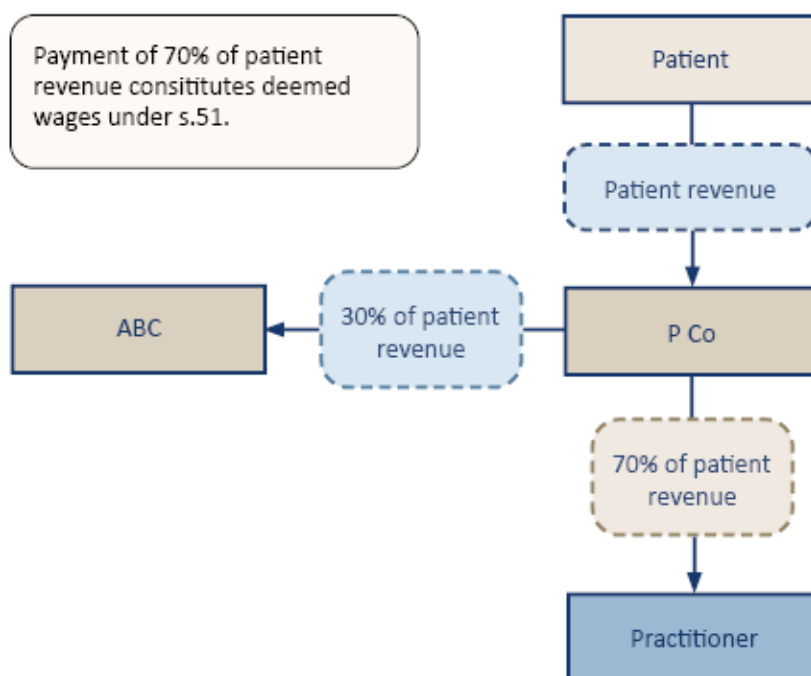 Payment of 70% of patient
revenue consititutes deemed
wages under s.51.
Patient
Patient revenue
ABC
30% of patient
revenue
P Co
70% of patient
revenue
Practitioner